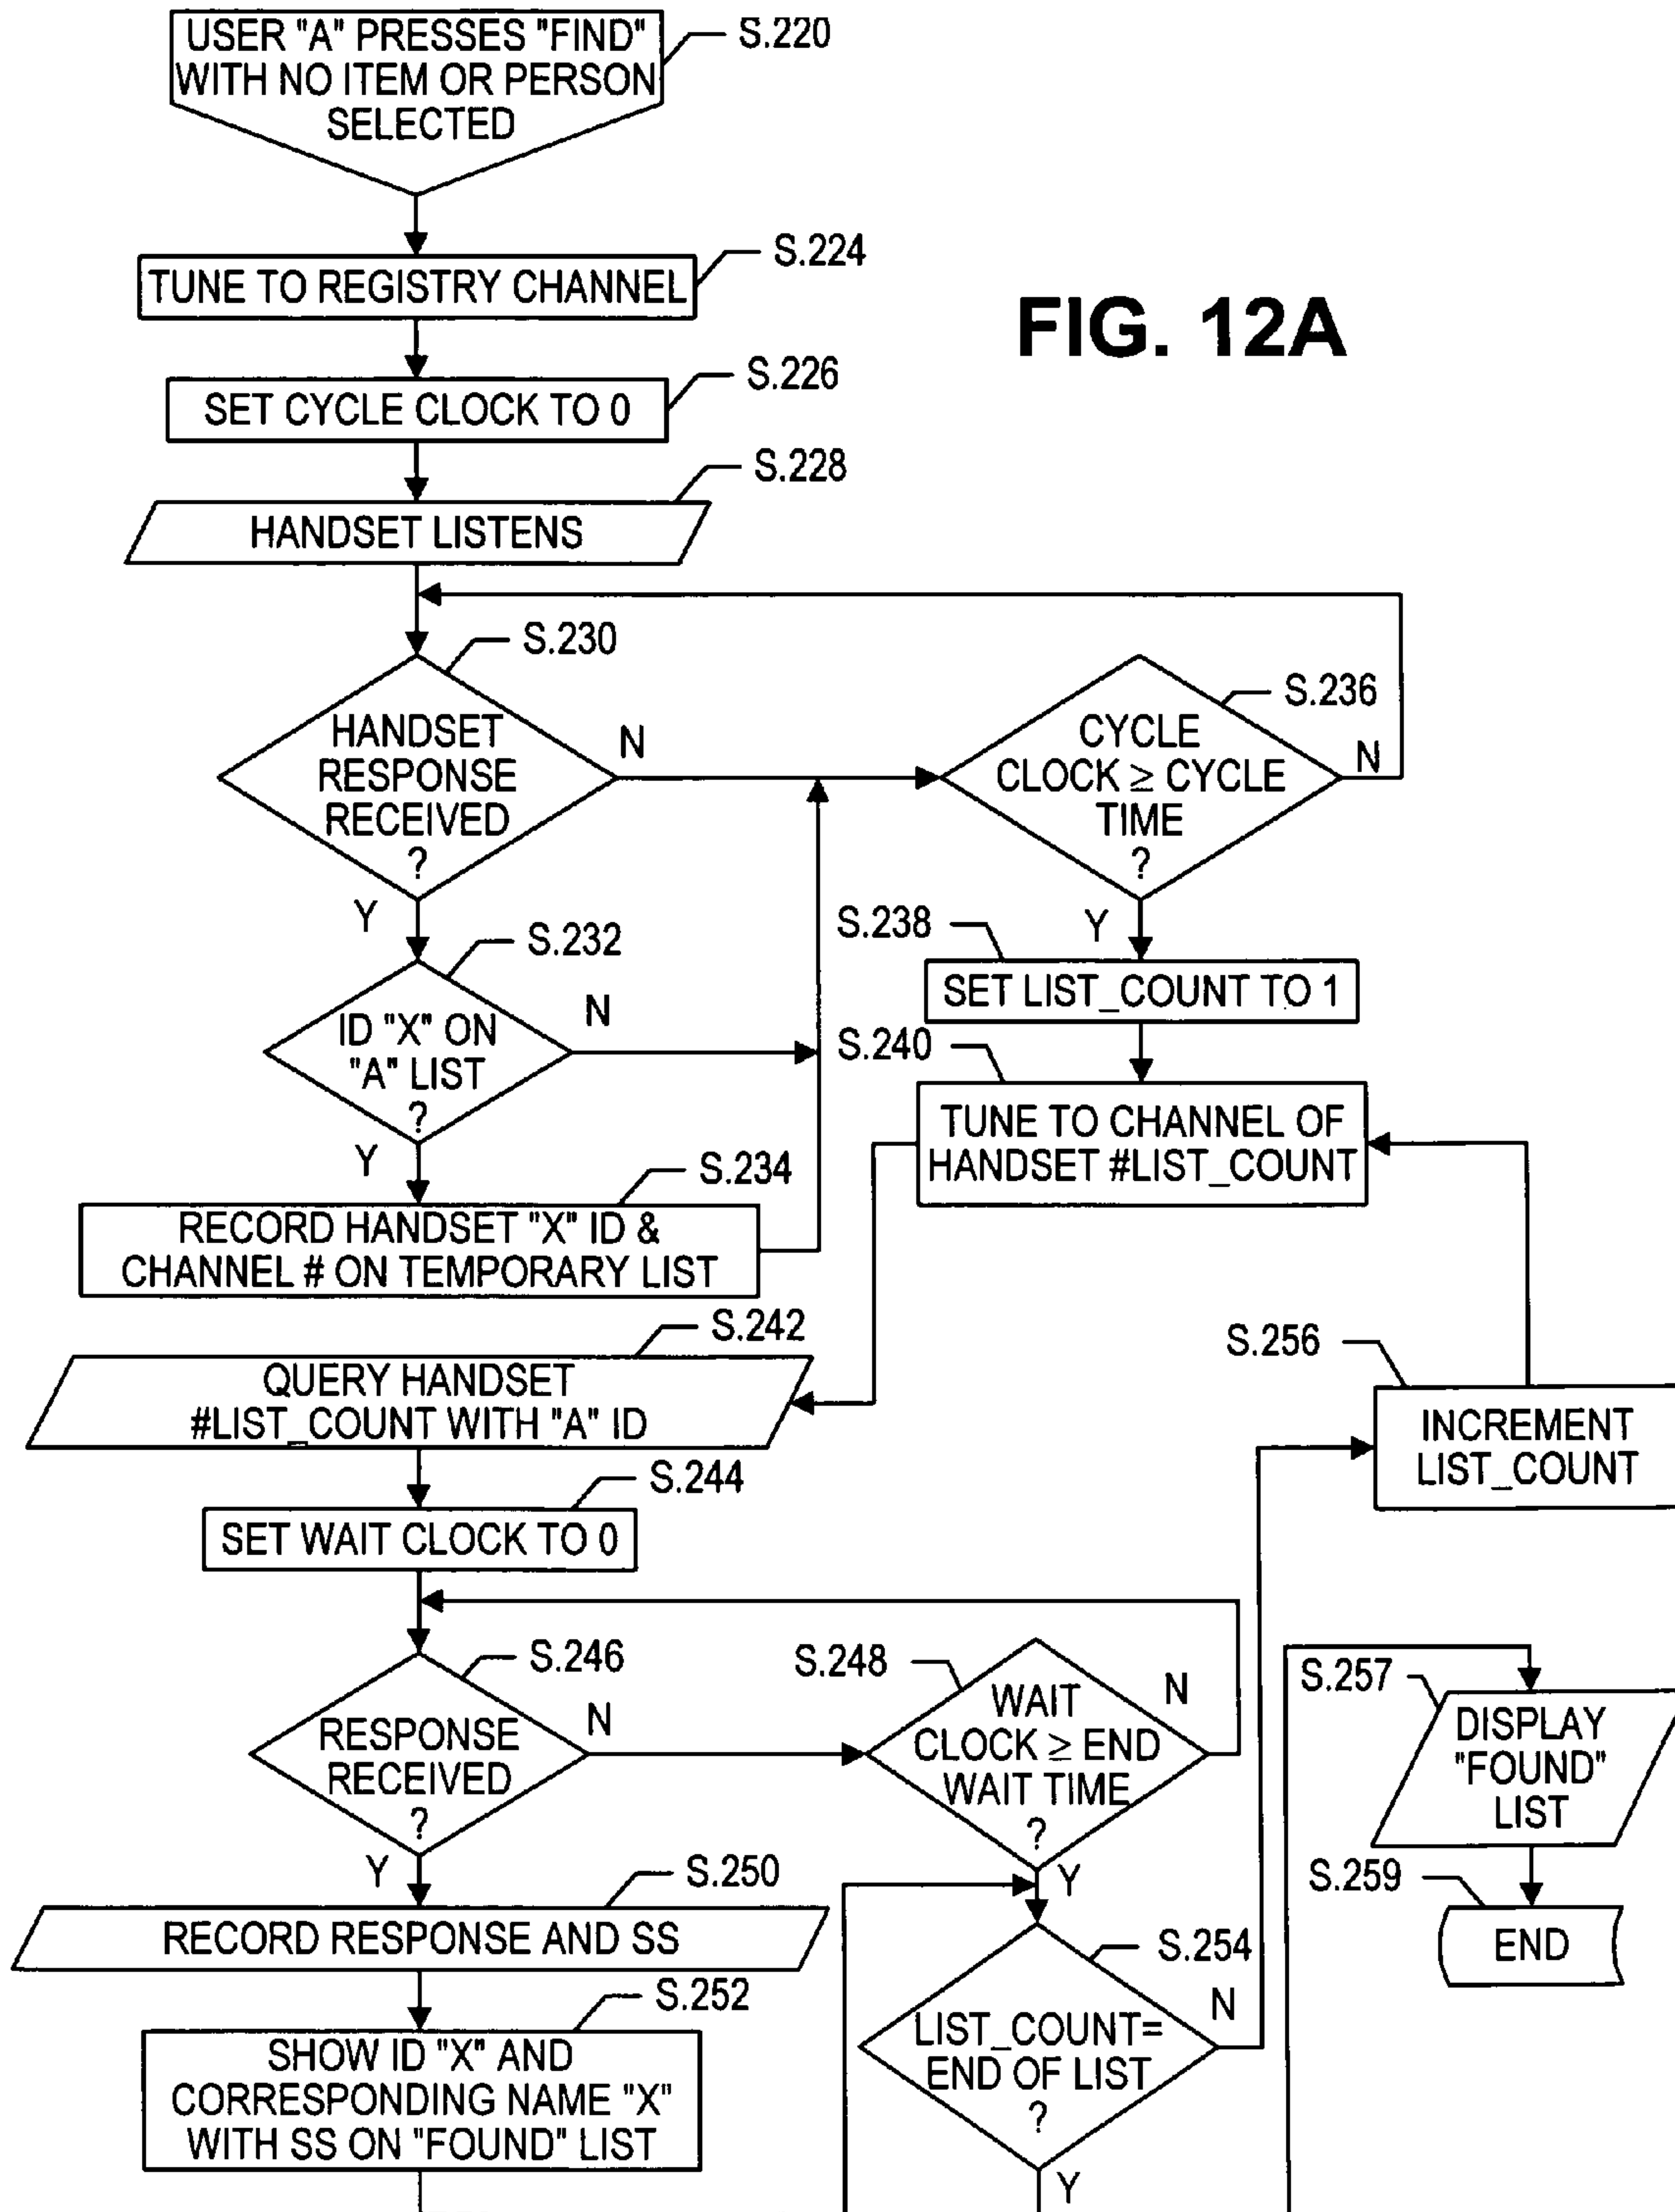 USER "A" PRESSES "FIND"
WITH NO ITEM OR PERSON
SELECTED
S.220
TUNE TO REGISTRY CHANNEL
S.224
FIG. 12A
SET CYCLE CLOCK TO 0
S.226
HANDSET LISTENS
S.228
S.230
HANDSET
RESPONSE
RECEIVED
?
N
Y
S.236
CYCLE
CLOCK ≥ CYCLE
TIME
?
N
Y
S.232
ID "X" ON
"A" LIST
?
N
Y
S.238
SET LIST_COUNT TO 1
S.240
TUNE TO CHANNEL OF
HANDSET #LIST_COUNT
S.234
RECORD HANDSET "X" ID &
CHANNEL # ON TEMPORARY LIST
S.242
QUERY HANDSET
#LIST_COUNT WITH "A" ID
S.256
INCREMENT
LIST_COUNT
S.244
SET WAIT CLOCK TO 0
S.246
RESPONSE
RECEIVED
?
N
Y
S.248
WAIT
CLOCK ≥ END
WAIT TIME
?
N
Y
S.257
DISPLAY
"FOUND"
LIST
S.250
RECORD RESPONSE AND SS
S.259
END
S.254
LIST_COUNT=
END OF LIST
?
N
Y
S.252
SHOW ID "X" AND
CORRESPONDING NAME "X"
WITH SS ON "FOUND" LIST